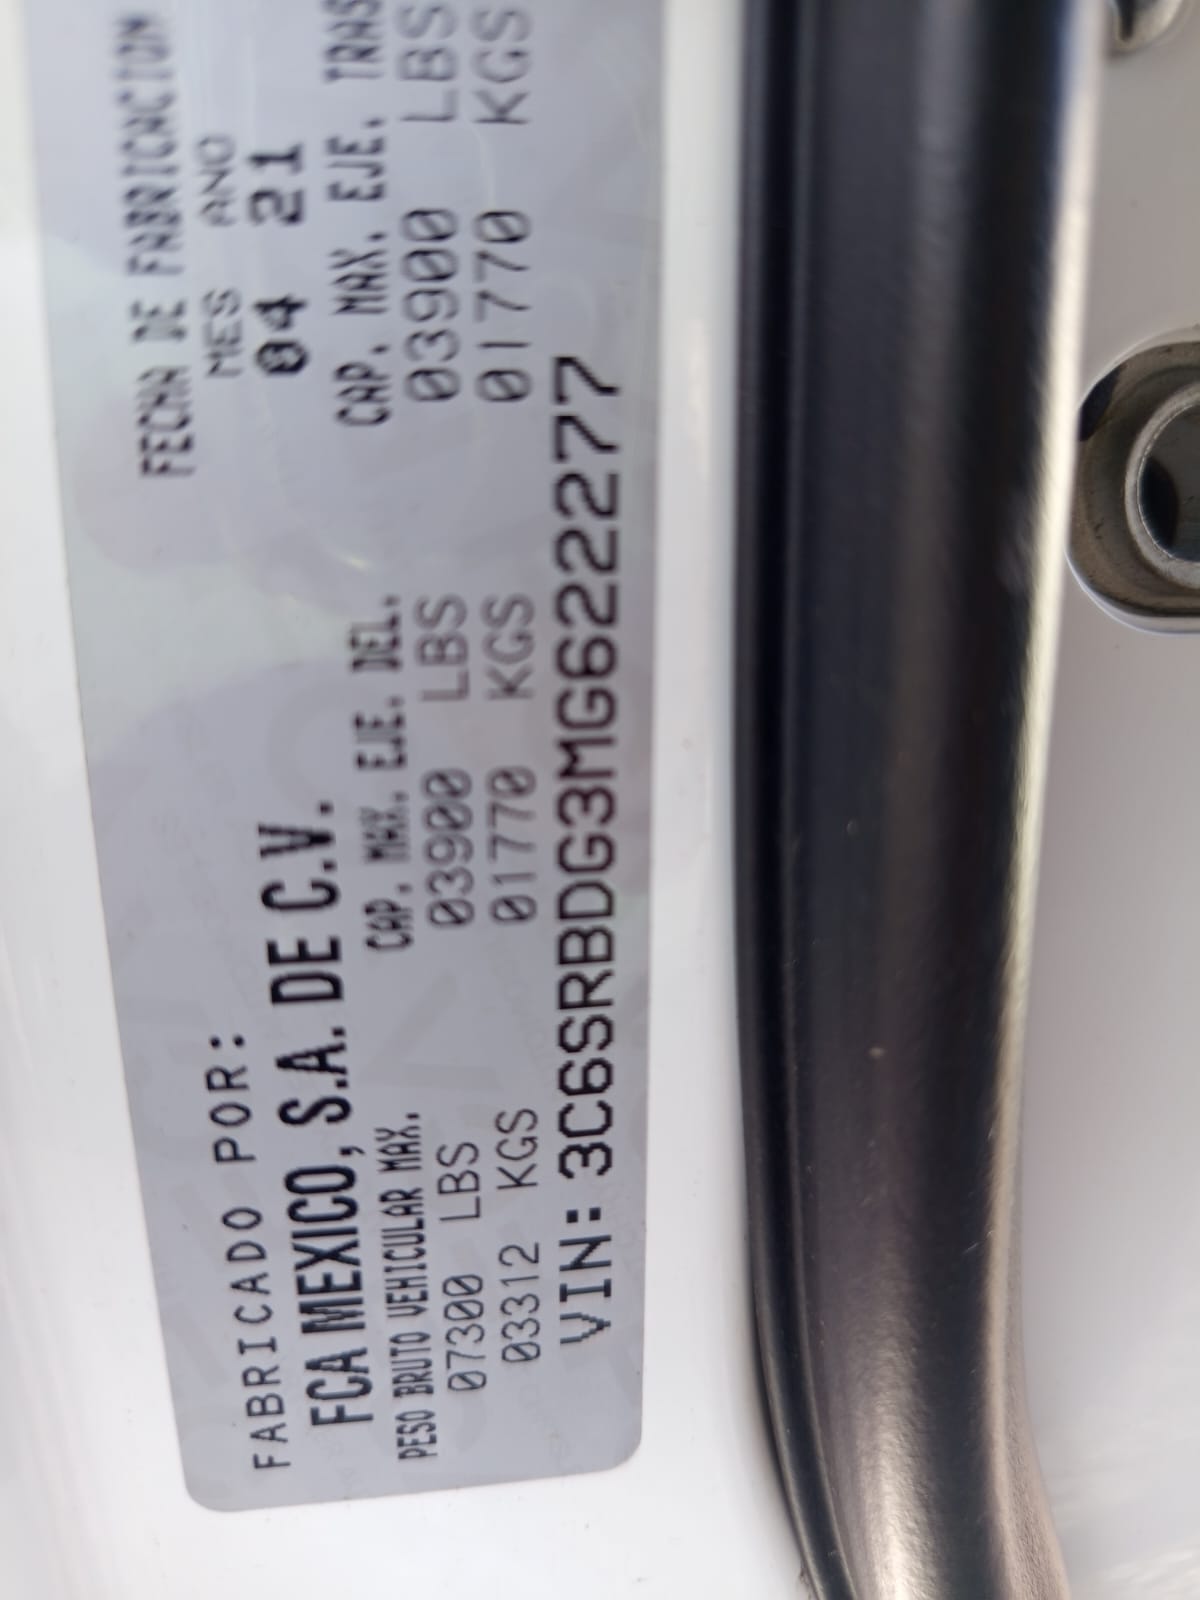 FABRICADO POR:
FECHA DE FABRICACION
FCA MEXICO, S.A. DE C.V.
MES ANO
04 21
PESO BRUTO VEHICULAR MAX.
CAP. MAX. EJE. DEL.
CAP. MAX. EJE. TRAS
07300 LBS
03900 LBS
03900 LBS
03312 KGS
01770 KGS
01770 KGS
VIN: 3C6SRBDG3MG622277